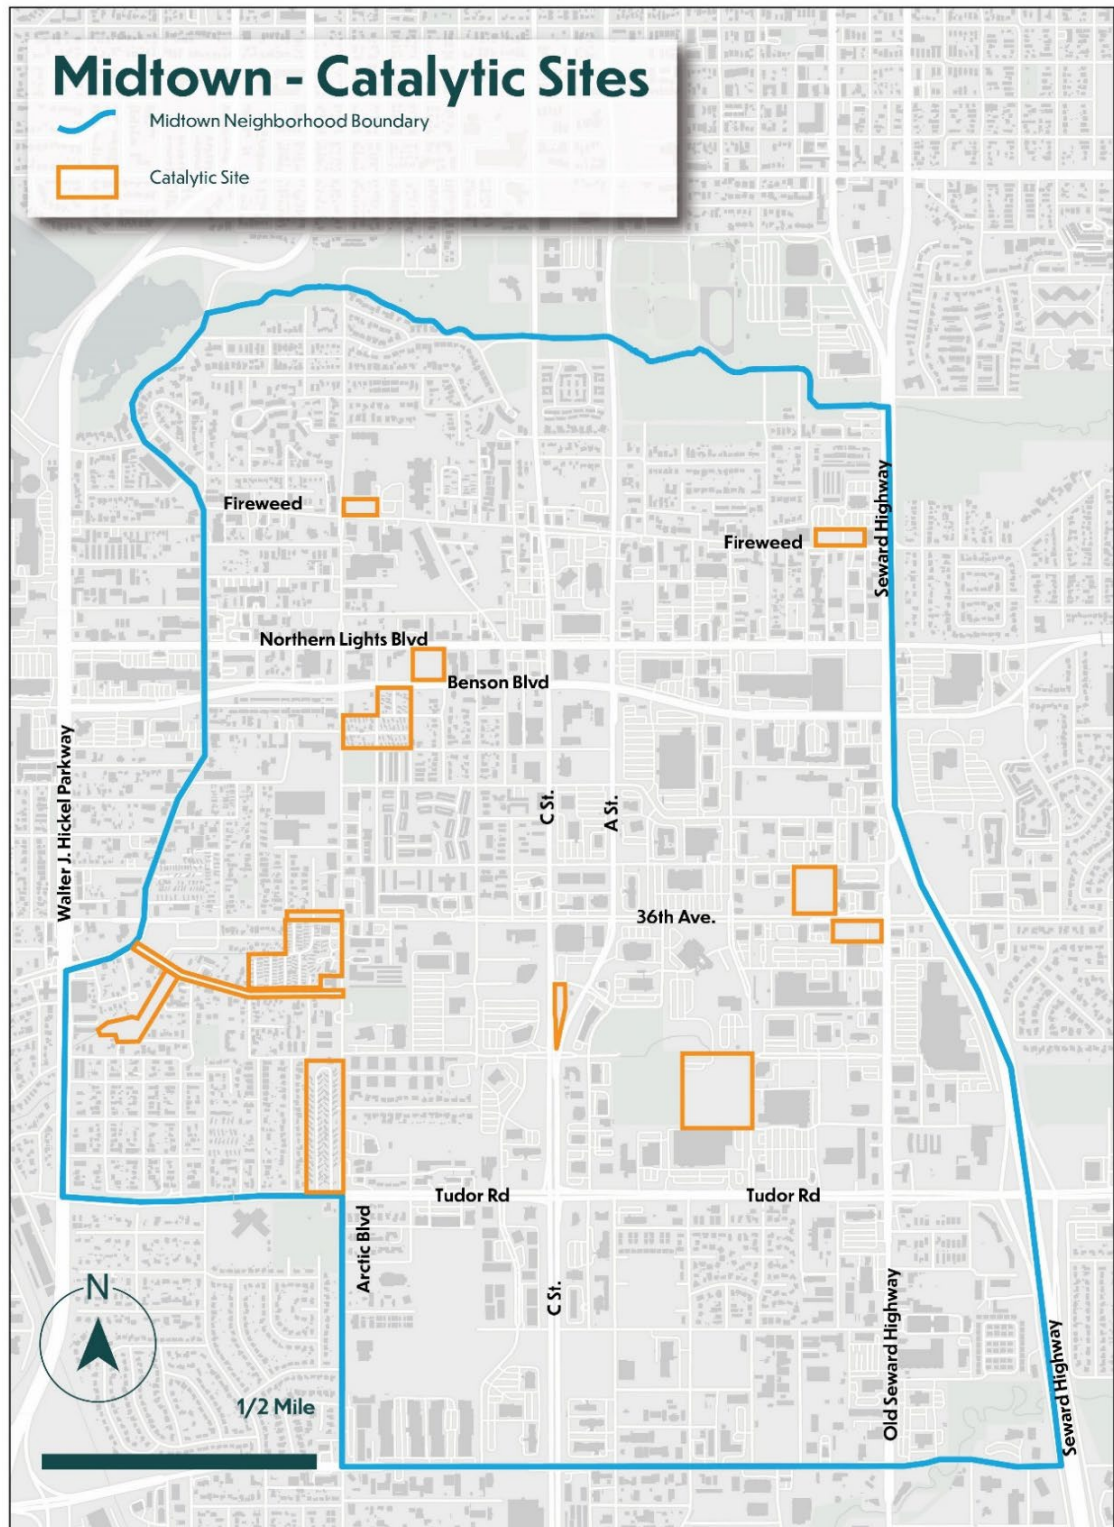 Midtown - Catalytic Sites
Midtown Neighborhood Boundary
Catalytic Site
Fireweed
Fireweed
Seward Highway
Northern Lights Blvd
Benson Blvd
Walter J. Hickel Parkway
C St.
A St.
36th Ave.
Tudor Rd
Tudor Rd
Arctic Blvd
C St.
Old Seward Highway
Seward Highway
N
1/2 Mile